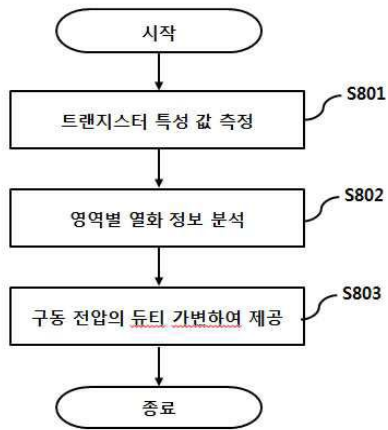 시작
S801
트랜지스터 특성 값 측정
S802
영역별 열화 정보 분석
S803
구동 전압의 듀티 가변하여 제공
종료